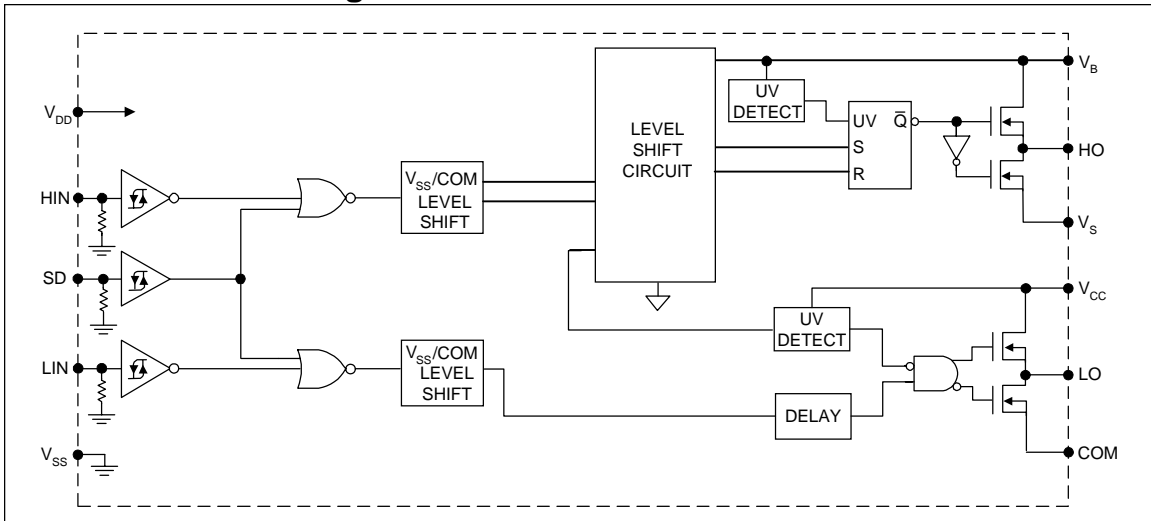 V_DD
HIN
SD
LIN
V_SS
V_SS/COM
LEVEL
SHIFT
V_SS/COM
LEVEL
SHIFT
LEVEL
SHIFT
CIRCUIT
UV
DETECT
UV Q̅
S
R
UV
DETECT
DELAY
V_B
HO
V_S
V_CC
LO
COM